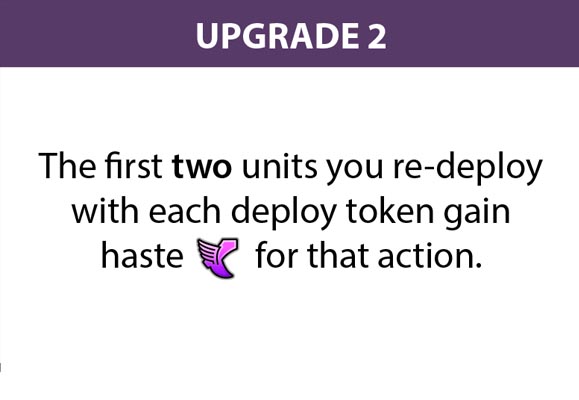 UPGRADE 2
The first two units you re-deploy
with each deploy token gain
haste for that action.